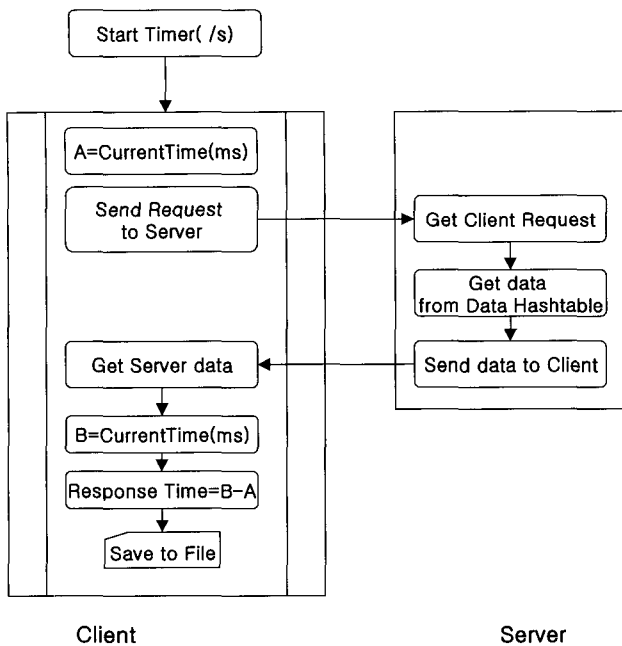 Start Timer( /s)
A=CurrentTime(ms)
Send Request
to Server
Get Client Request
Get data
from Data Hashtable
Send data to Client
Get Server data
B=CurrentTime(ms)
Response Time=B-A
Save to File
Client
Server